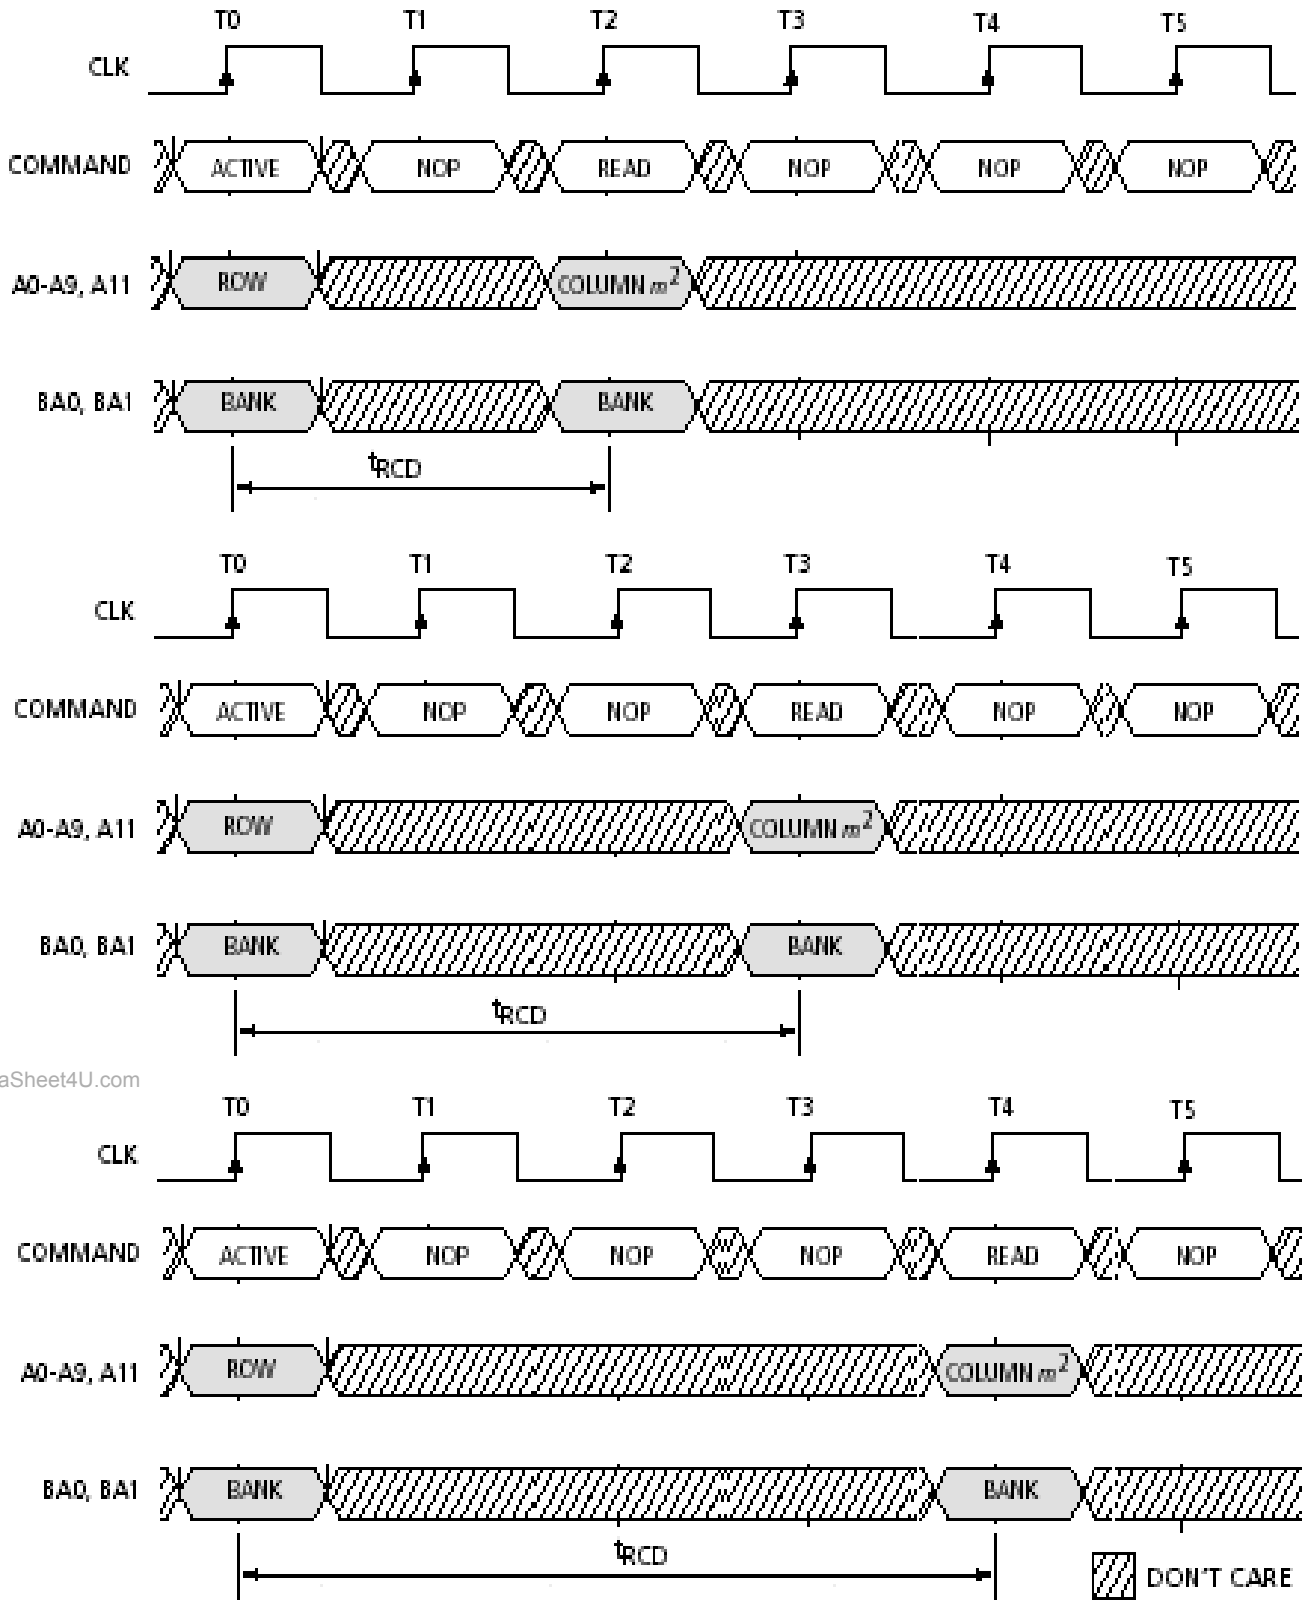 T0 T1 T2 T3 T4 T5
CLK
COMMAND ACTIVE NOP READ NOP NOP NOP
A0-A9, A11 ROW COLUMN m²
BA0, BA1 BANK BANK
tRCD
T0 T1 T2 T3 T4 T5
CLK
COMMAND ACTIVE NOP NOP READ NOP NOP
A0-A9, A11 ROW COLUMN m²
BA0, BA1 BANK BANK
tRCD
aSheet4U.com
T0 T1 T2 T3 T4 T5
CLK
COMMAND ACTIVE NOP NOP NOP READ NOP
A0-A9, A11 ROW COLUMN m²
BA0, BA1 BANK BANK
tRCD
DON'T CARE